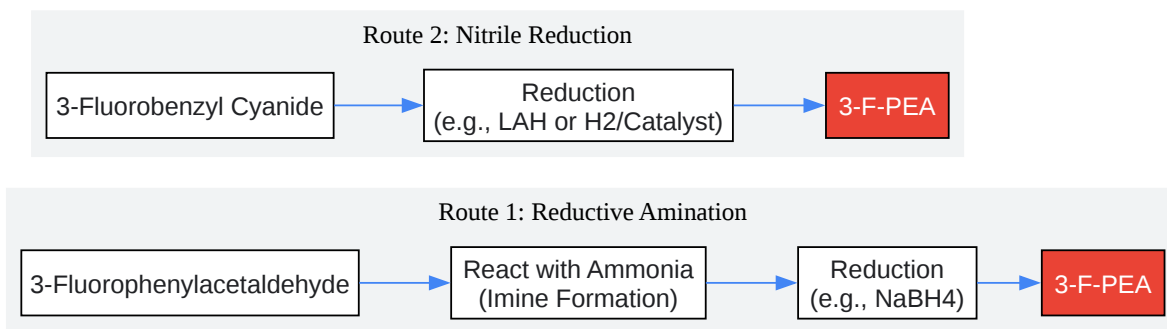 Route 2: Nitrile Reduction
3-Fluorobenzyl Cyanide
Reduction
(e.g., LAH or H2/Catalyst)
3-F-PEA
Route 1: Reductive Amination
3-Fluorophenylacetaldehyde
React with Ammonia
(Imine Formation)
Reduction
(e.g., NaBH4)
3-F-PEA